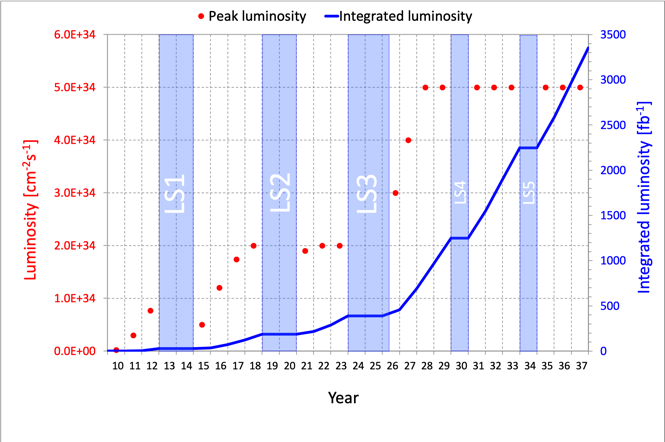 Peak luminosity Integrated luminosity
6.0E+34
5.0E+34
4.0E+34
3.0E+34
2.0E+34
1.0E+34
0.0E+00
Luminosity [cm-2s-1]
LS1
LS2
LS3
LS4
LS5
3500
3000
2500
2000
1500
1000
500
0
Integrated luminosity [fb-1]
10 11 12 13 14 15 16 17 18 19 20 21 22 23 24 25 26 27 28 29 30 31 32 33 34 35 36 37
Year